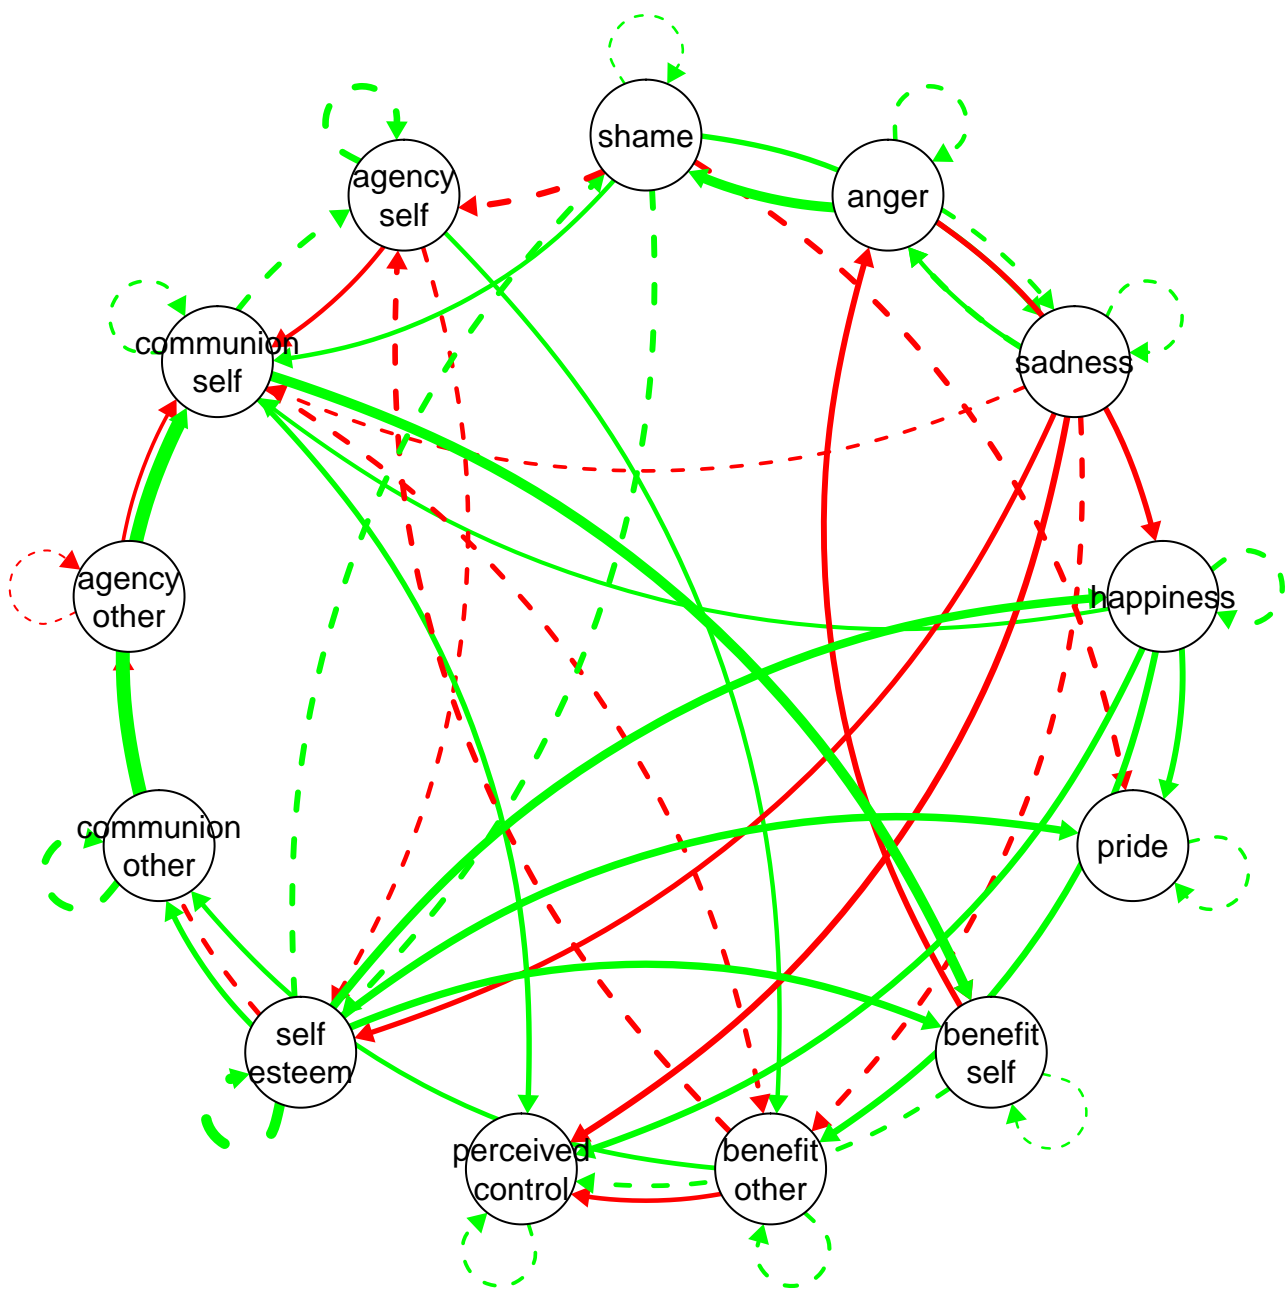 shame
agency
self
anger
communion
self
sadness
agency
other
happiness
communion
other
pride
self
esteem
benefit
self
perceived
control
benefit
other